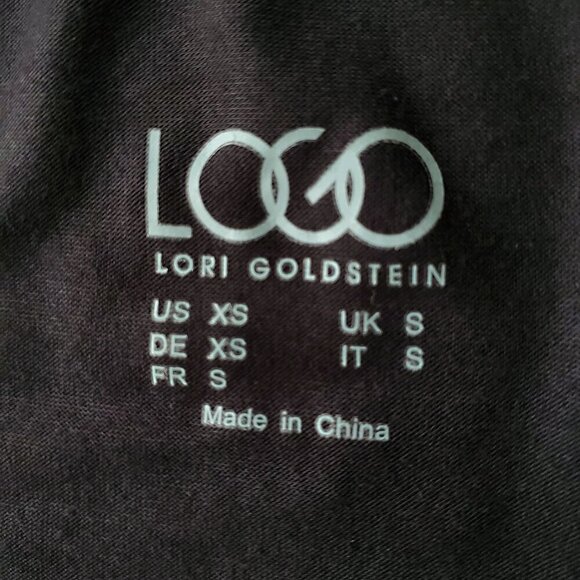 LOGO
LORI GOLDSTEIN
US XS UK S
DE XS IT S
FR S
Made in China